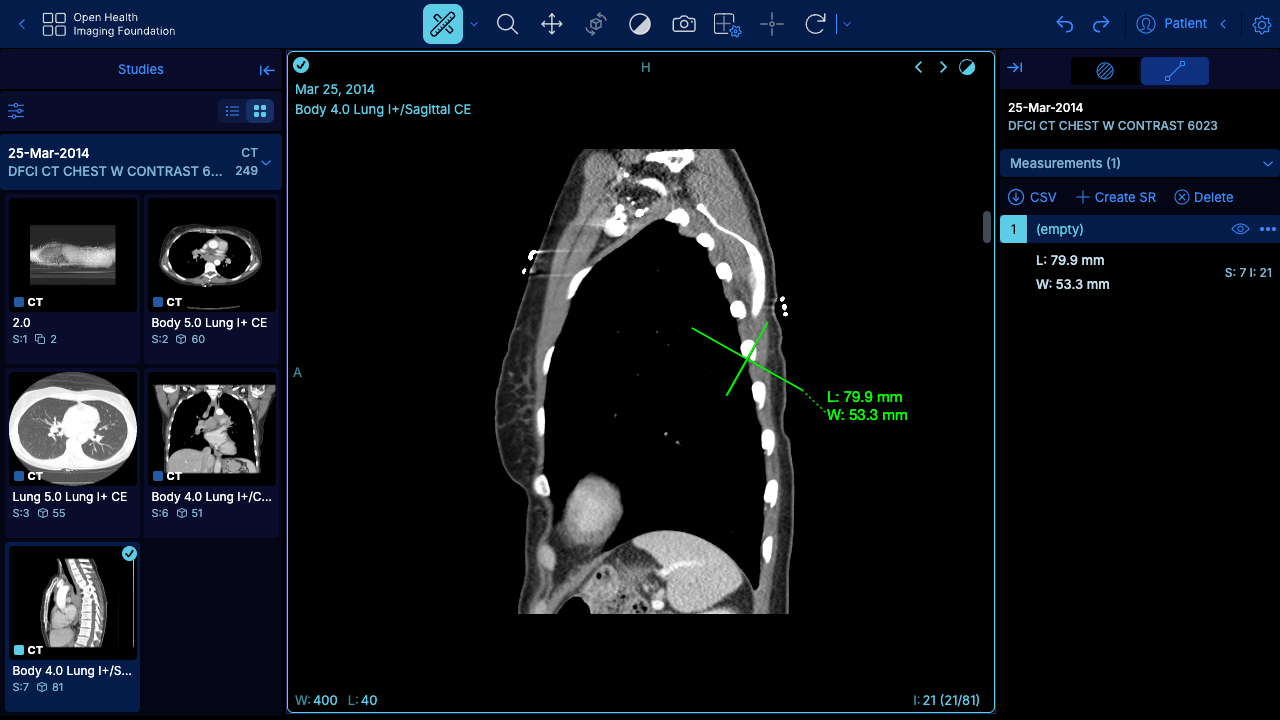 Open Health
Imaging Foundation
Patient
Studies
25-Mar-2014
CT
DFCI CT CHEST W CONTRAST 6...
249
CT
2.0
S:1 2
CT
Body 5.0 Lung I+ CE
S:2 60
CT
Lung 5.0 Lung I+ CE
S:3 55
CT
Body 4.0 Lung I+/C...
S:6 51
CT
Body 4.0 Lung I+/S...
S:7 81
H
Mar 25, 2014
Body 4.0 Lung I+/Sagittal CE
A
L: 79.9 mm
W: 53.3 mm
W: 400 L: 40
I: 21 (21/81)
25-Mar-2014
DFCI CT CHEST W CONTRAST 6023
Measurements (1)
CSV
Create SR
Delete
1 (empty)
L: 79.9 mm
W: 53.3 mm
S: 7 I: 21